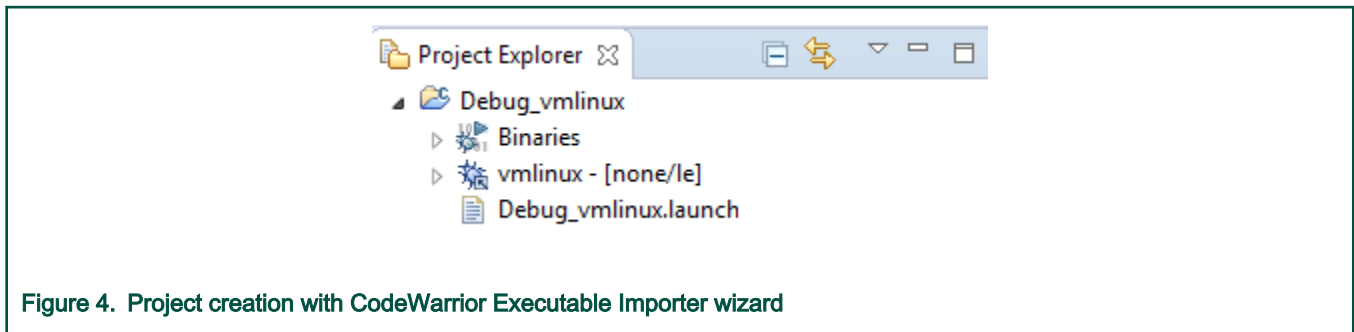 Project Explorer
Debug_vmlinux
Binaries
vmlinux - [none/le]
Debug_vmlinux.launch
Figure 4. Project creation with CodeWarrior Executable Importer wizard